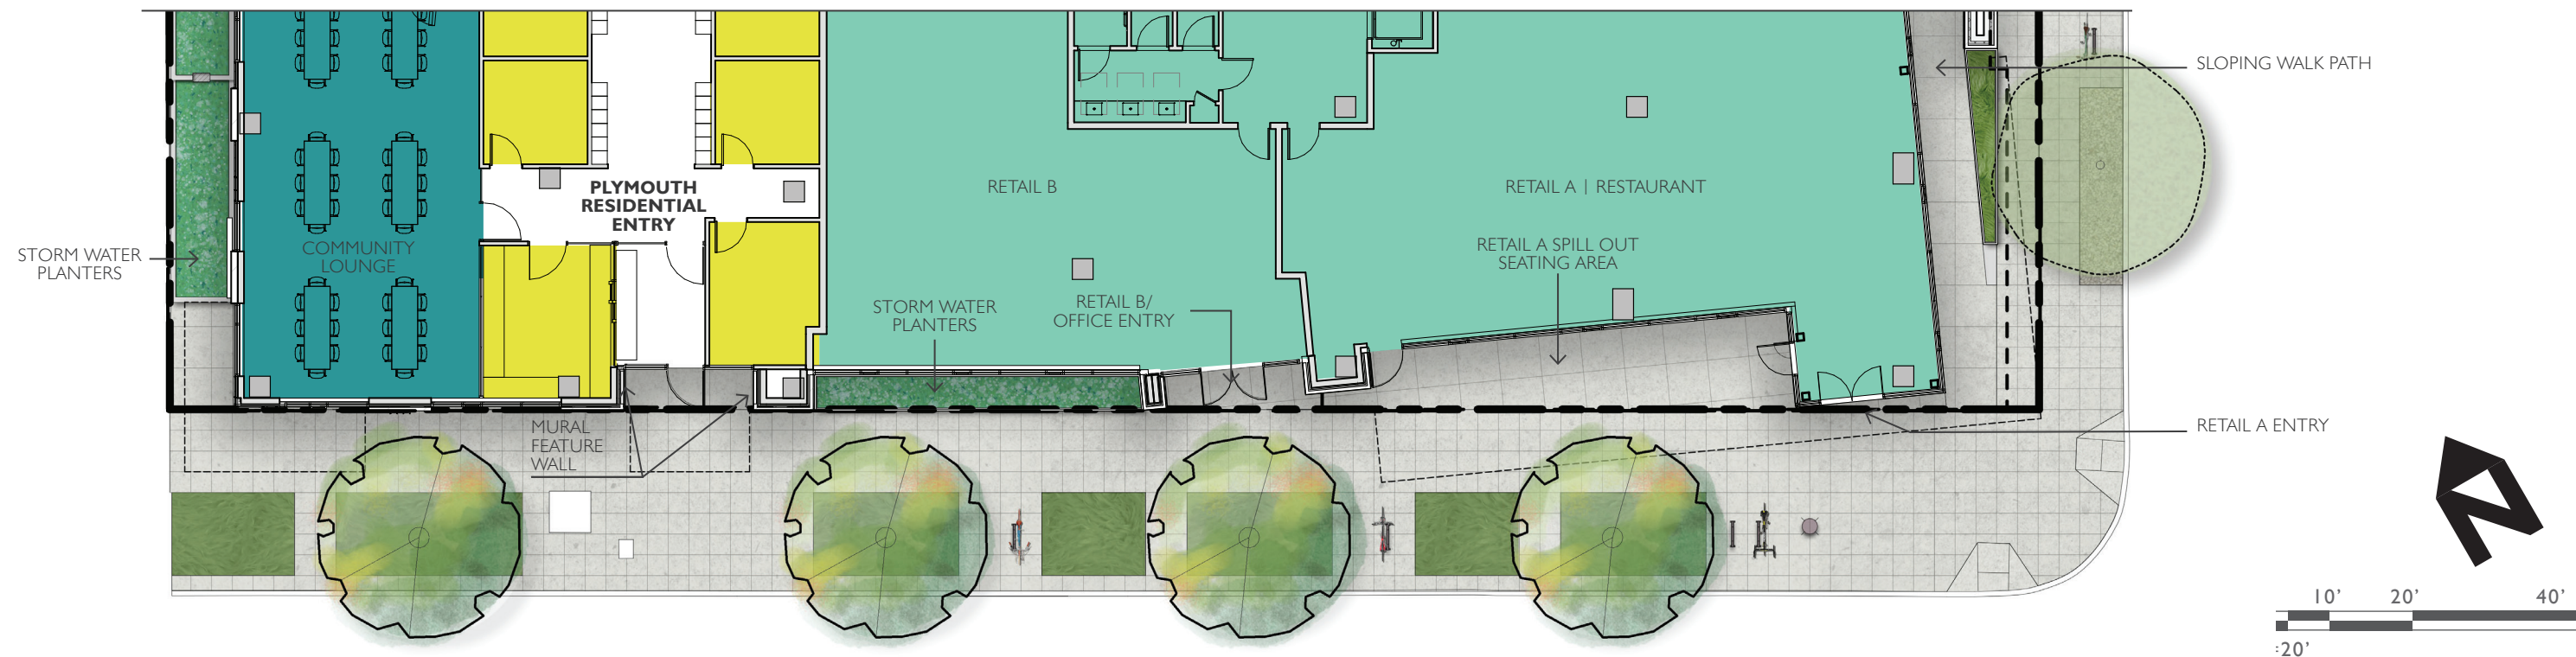 SLOPING WALK PATH
RETAIL B
RETAIL A | RESTAURANT
PLYMOUTH
RESIDENTIAL
ENTRY
COMMUNITY
LOUNGE
STORM WATER
PLANTERS
RETAIL A SPILL OUT
SEATING AREA
STORM WATER
PLANTERS
RETAIL B/
OFFICE ENTRY
MURAL
FEATURE
WALL
RETAIL A ENTRY
N
10' 20' 40'
=20'